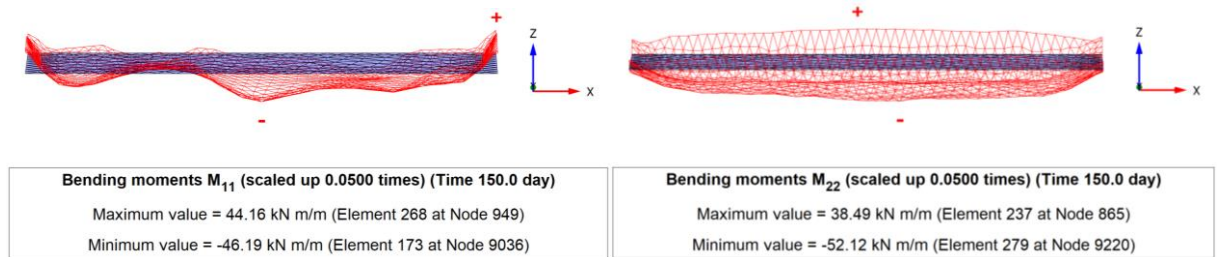 +
Z
X
-
+
Z
X
-
Bending moments M11 (scaled up 0.0500 times) (Time 150.0 day)
Maximum value = 44.16 kN m/m (Element 268 at Node 949)
Minimum value = -46.19 kN m/m (Element 173 at Node 9036)
Bending moments M22 (scaled up 0.0500 times) (Time 150.0 day)
Maximum value = 38.49 kN m/m (Element 237 at Node 865)
Minimum value = -52.12 kN m/m (Element 279 at Node 9220)